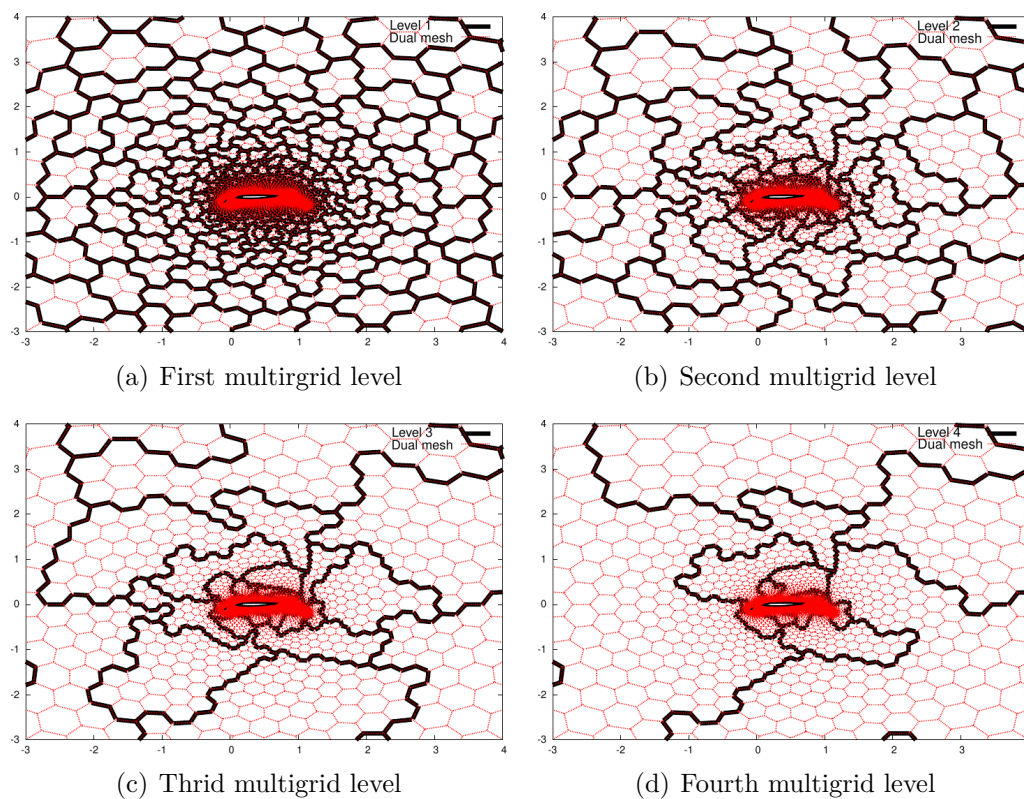 Level 1
Dual mesh
4
3
2
1
0
-1
-2
-3
-3 -2 -1 0 1 2 3 4
(a) First multirgrid level
Level 2
Dual mesh
4
3
2
1
0
-1
-2
-3
-3 -2 -1 0 1 2 3
(b) Second multigrid level
Level 3
Dual mesh
4
3
2
1
0
-1
-2
-3
-3 -2 -1 0 1 2 3 4
(c) Thrid multigrid level
Level 4
Dual mesh
4
3
2
1
0
-1
-2
-3
-3 -2 -1 0 1 2 3
(d) Fourth multigrid level